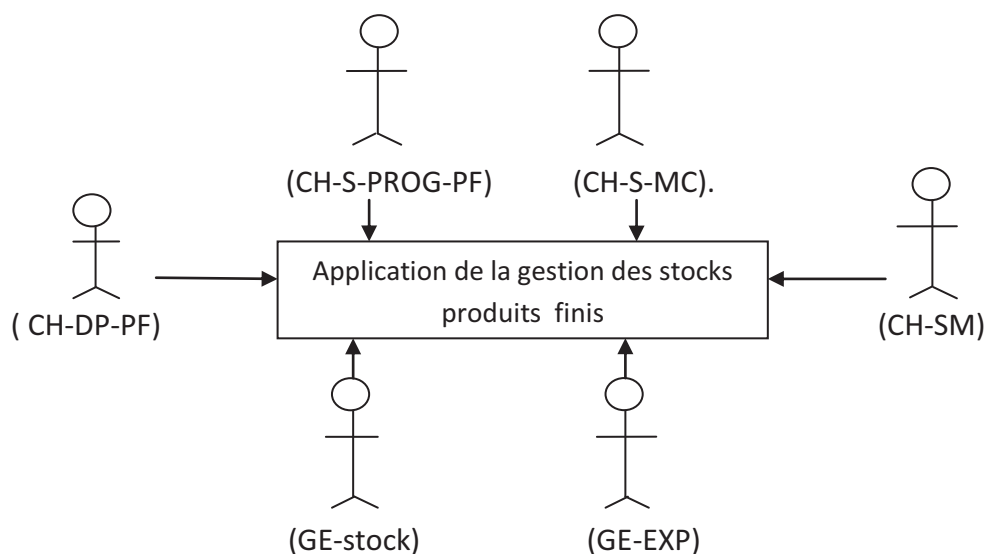 (CH-S-PROG-PF)
(CH-S-MC).
Application de la gestion des stocks
produits finis
( CH-DP-PF)
(CH-SM)
(GE-stock)
(GE-EXP)